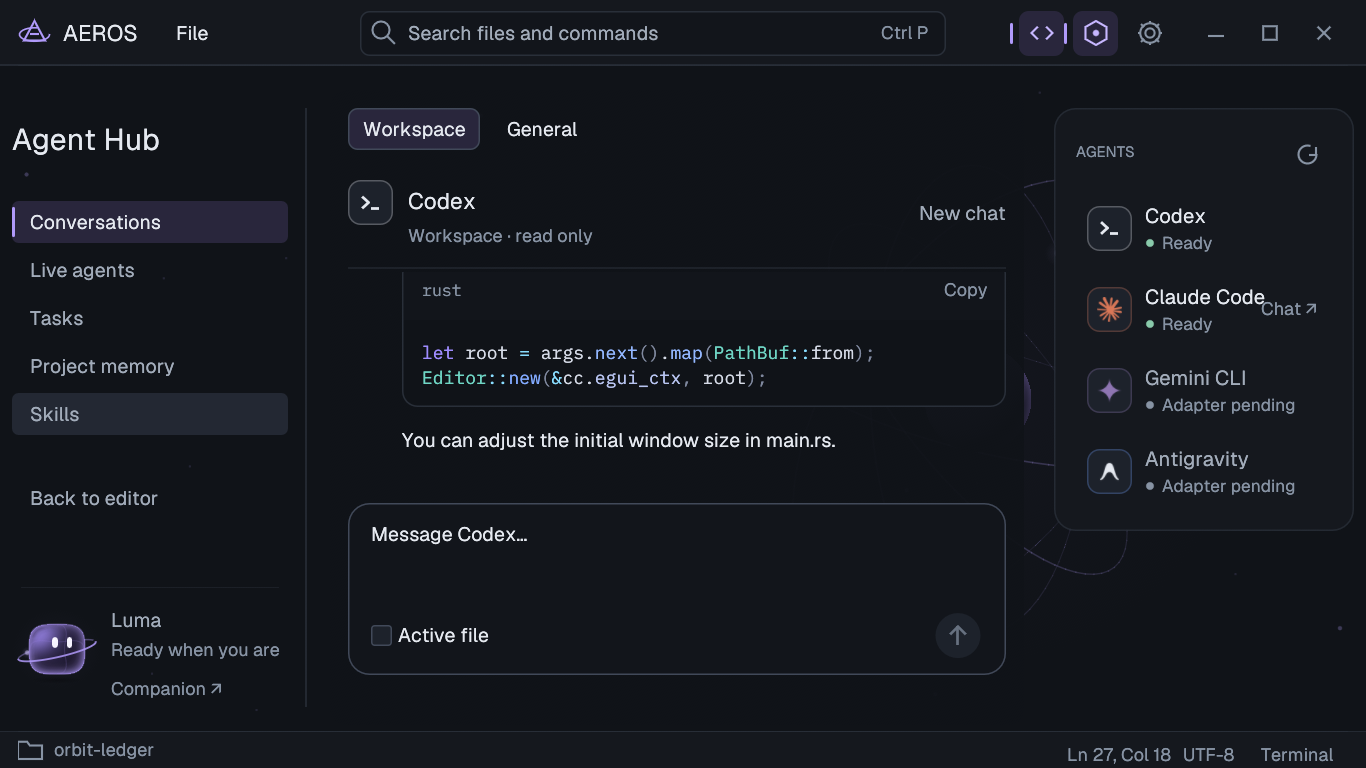 AEROS
File
Search files and commands
Ctrl P
Agent Hub
Conversations
Live agents
Tasks
Project memory
Skills
Back to editor
Luma
Ready when you are
Companion ↗
Workspace
General
Codex
Workspace · read only
New chat
rust
Copy
let root = args.next().map(PathBuf::from);
Editor::new(&cc.egui_ctx, root);
You can adjust the initial window size in main.rs.
Message Codex…
Active file
AGENTS
Codex
Ready
Claude Code
Chat ↗
Ready
Gemini CLI
Adapter pending
Antigravity
Adapter pending
orbit-ledger
Ln 27, Col 18
UTF-8
Terminal